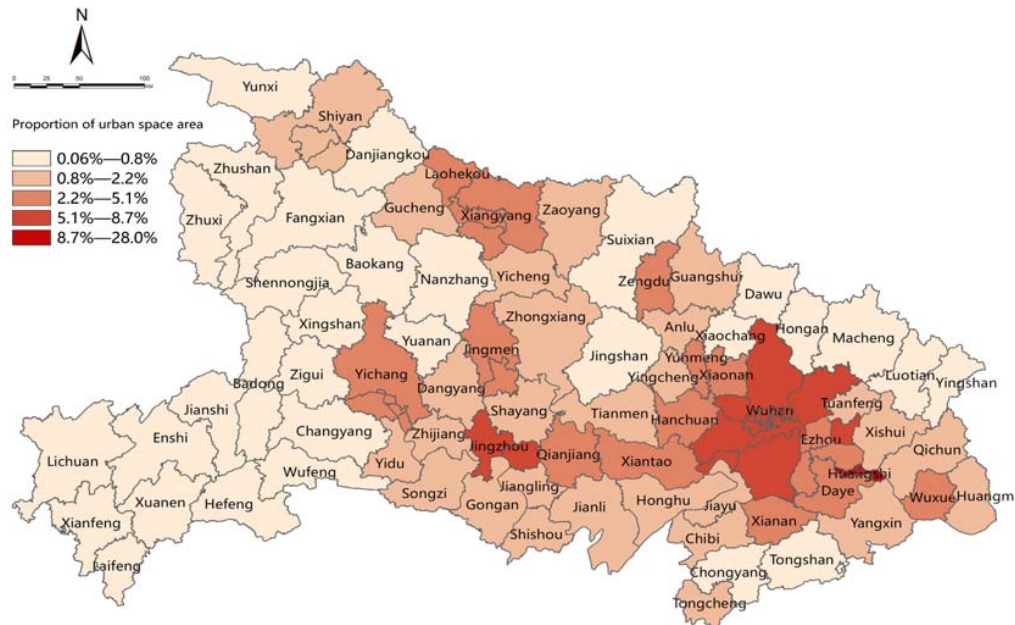 N
0 25 50 100
Proportion of urban space area
0.06%—0.8%
0.8%—2.2%
2.2%—5.1%
5.1%—8.7%
8.7%—28.0%
Yunxi
Shiyan
Danjiangkou
Zhushan
Laohekou
Zhuxi
Fangxian
Gucheng
Xiangyang
Zaoyang
Suixian
Baokang
Nanzhang
Yicheng
Zengdu
Guangshui
Shennongjia
Dawu
Xingshan
Zhongxiang
Anlu
Xiaochang
Hongan
Macheng
Yuanan
Jingmen
Jingshan
Yunmeng
Luotian
Zigui
Yichang
Dangyang
Yingcheng
Xiaonan
Yingshan
Badong
Jianshi
Shayang
Tianmen
Hanchuan
Wuhan
Tuanfeng
Enshi
Changyang
Zhijiang
Jingzhou
Qianjiang
Xiantao
Ezhou
Xishui
Lichuan
Wufeng
Yidu
Qichun
Huangshi
Xuanen
Hefeng
Songzi
Jiangling
Honghu
Jiayu
Daye
Wuxue
Huangm
Xianfeng
Gongan
Jianli
Xianan
Yangxin
Shishou
Chibi
Laifeng
Tongshan
Chongyang
Tongcheng